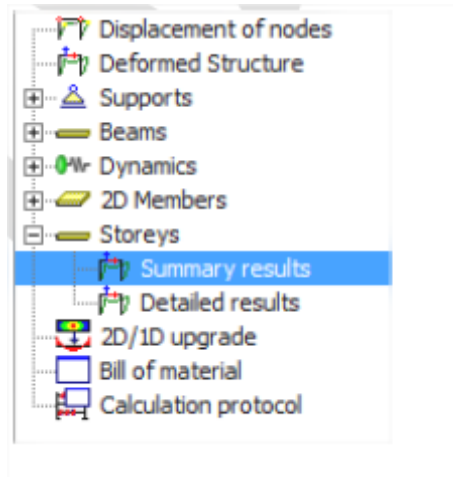 Displacement of nodes
Deformed Structure
Supports
Beams
Dynamics
2D Members
Storeys
Summary results
Detailed results
2D/1D upgrade
Bill of material
Calculation protocol